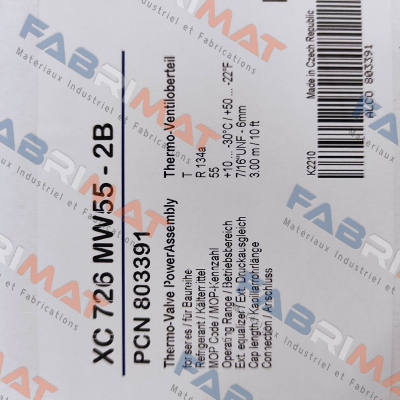 XC 726 MW55 - 2B
PCN 803391
Thermo-Valve PowerAssembly Thermo-Ventiloberteil
for series / für Baureihe T
Refrigerant / Kältemittel R 134a
MOP Code / MOP-Kennzahl 55
Operating Range / Betriebsbereich +10 ... -30°C / +50 ... -22°F
Ext. equalizer / Ext. Druckausgleich 7/16"UNF - 6mm
Cap length / Kapillarrohrlänge 3.00 m / 10 ft
Connection / Anschluss
K2210
Made in Czech Republic
ALCO 803391
FABRIMAT
Matériaux Industriel et Fabrications